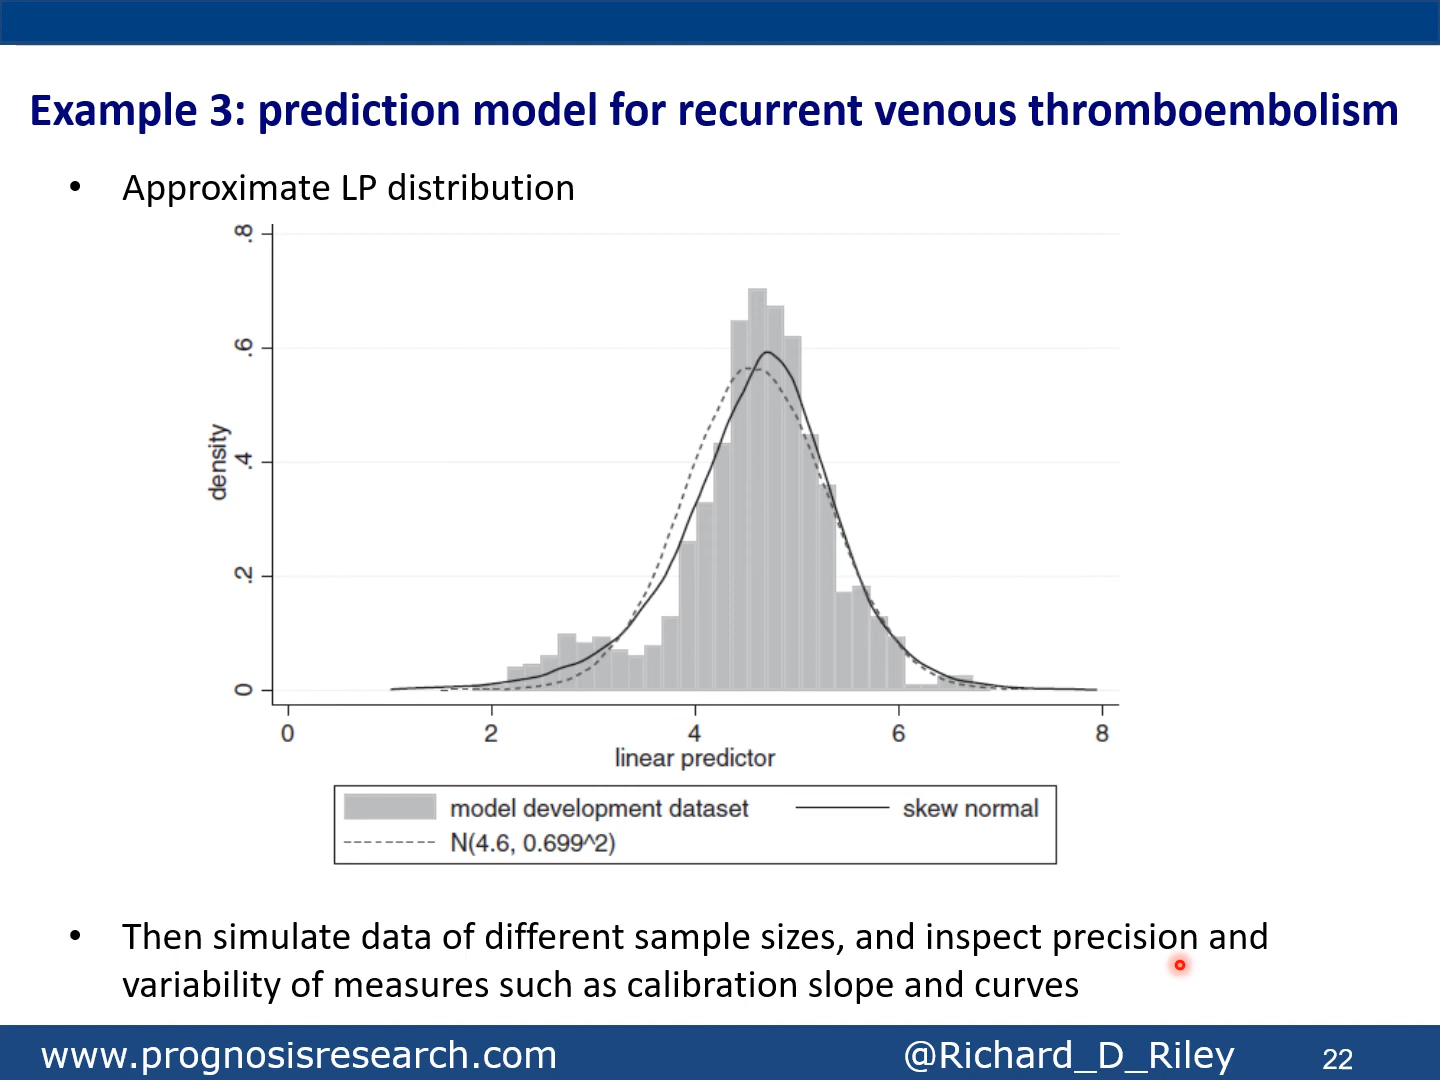 Example 3: prediction model for recurrent venous thromboembolism
• Approximate LP distribution
.8
.6
.4
.2
0
density
0 2 4 6 8
linear predictor
model development dataset skew normal
N(4.6, 0.699^2)
• Then simulate data of different sample sizes, and inspect precision and
variability of measures such as calibration slope and curves
www.prognosisresearch.com @Richard_D_Riley 22